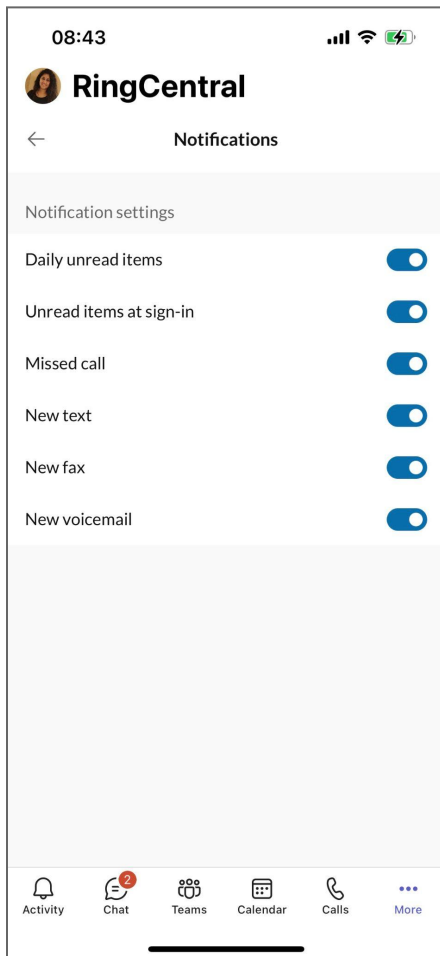 08:43
RingCentral
Notifications
Notification settings
Daily unread items
Unread items at sign-in
Missed call
New text
New fax
New voicemail
2
Activity Chat Teams Calendar Calls More